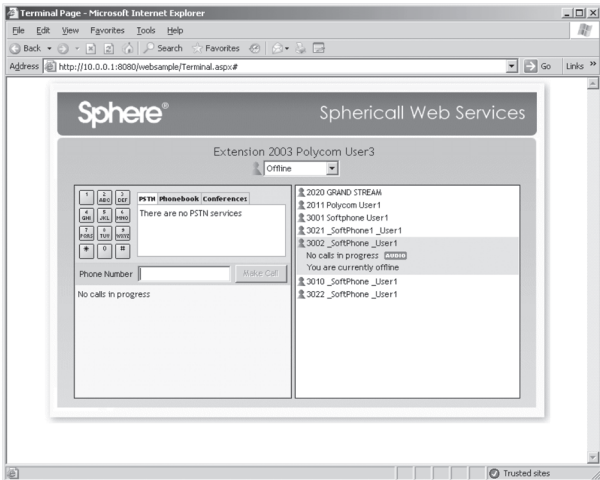 Terminal Page - Microsoft Internet Explorer
File Edit View Favorites Tools Help
Back Search Favorites
Address http://10.0.0.1:8080/websample/Terminal.aspx# Go Links »
Sphere® Sphericall Web Services
Extension 2003 Polycom User3
Offline
1 2 ABC 3 DEF
4 GHI 5 JKL 6 MNO
7 PQRS 8 TUV 9 WXYZ
* 0 #
PSTN Phonebook Conferences
There are no PSTN services
Phone Number Make Call
No calls in progress
2020 GRAND STREAM
2011 Polycom User1
3001 Softphone User1
3021 _SoftPhone1 _User1
3002 _SoftPhone _User1
No calls in progress AUDIO
You are currently offline
3010 _SoftPhone _User1
3022 _SoftPhone _User1
Trusted sites